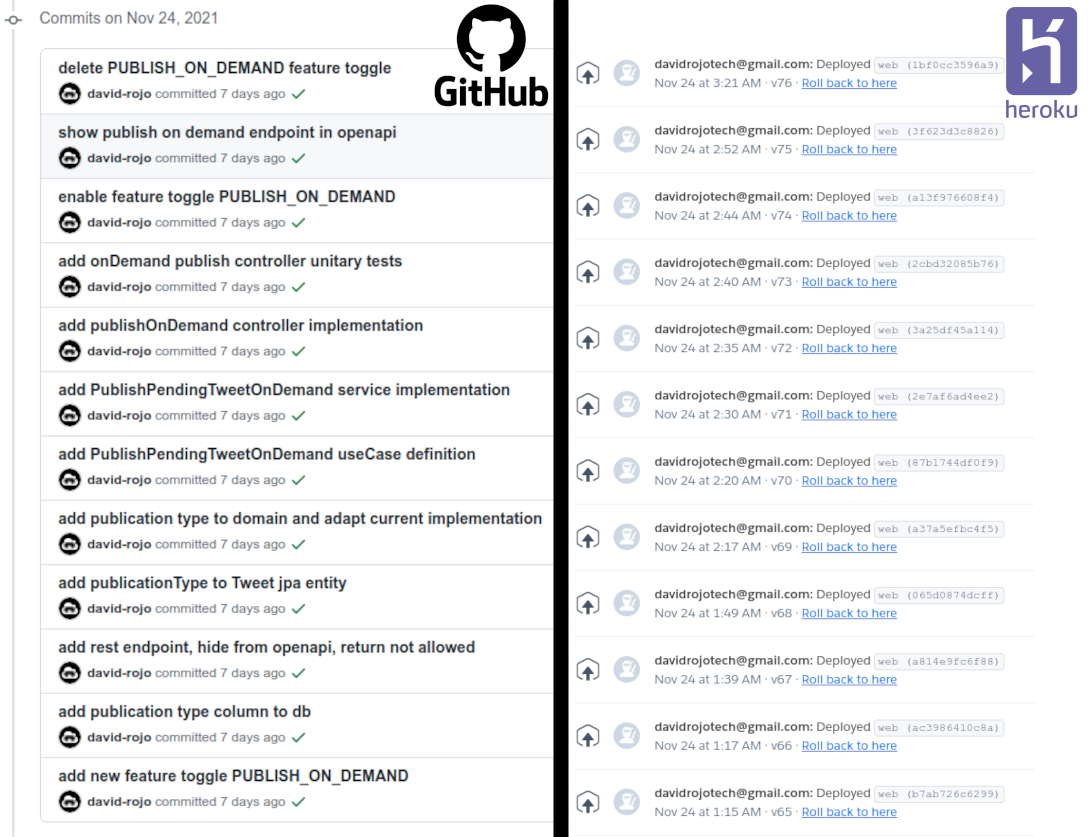 Commits on Nov 24, 2021
delete PUBLISH_ON_DEMAND feature toggle
david-rojo committed 7 days ago
show publish on demand endpoint in openapi
david-rojo committed 7 days ago
enable feature toggle PUBLISH_ON_DEMAND
david-rojo committed 7 days ago
add onDemand publish controller unitary tests
david-rojo committed 7 days ago
add publishOnDemand controller implementation
david-rojo committed 7 days ago
add PublishPendingTweetOnDemand service implementation
david-rojo committed 7 days ago
add PublishPendingTweetOnDemand useCase definition
david-rojo committed 7 days ago
add publication type to domain and adapt current implementation
david-rojo committed 7 days ago
add publicationType to Tweet jpa entity
david-rojo committed 7 days ago
add rest endpoint, hide from openapi, return not allowed
david-rojo committed 7 days ago
add publication type column to db
david-rojo committed 7 days ago
add new feature toggle PUBLISH_ON_DEMAND
david-rojo committed 7 days ago
GitHub
davidrojotech@gmail.com: Deployed web (1bf0cc3596a9)
Nov 24 at 3:21 AM · v76 · Roll back to here
davidrojotech@gmail.com: Deployed web (3f623d3c8826)
Nov 24 at 2:52 AM · v75 · Roll back to here
davidrojotech@gmail.com: Deployed web (a13f976608f4)
Nov 24 at 2:44 AM · v74 · Roll back to here
davidrojotech@gmail.com: Deployed web (2cbd32085b76)
Nov 24 at 2:40 AM · v73 · Roll back to here
davidrojotech@gmail.com: Deployed web (3a25df45a114)
Nov 24 at 2:35 AM · v72 · Roll back to here
davidrojotech@gmail.com: Deployed web (2e7af6ad4ee2)
Nov 24 at 2:30 AM · v71 · Roll back to here
davidrojotech@gmail.com: Deployed web (87b1744df0f9)
Nov 24 at 2:20 AM · v70 · Roll back to here
davidrojotech@gmail.com: Deployed web (a37a5efbc4f5)
Nov 24 at 2:17 AM · v69 · Roll back to here
davidrojotech@gmail.com: Deployed web (065d0874dcff)
Nov 24 at 1:49 AM · v68 · Roll back to here
davidrojotech@gmail.com: Deployed web (a814e9fc6f88)
Nov 24 at 1:39 AM · v67 · Roll back to here
davidrojotech@gmail.com: Deployed web (ac3986410c8a)
Nov 24 at 1:17 AM · v66 · Roll back to here
davidrojotech@gmail.com: Deployed web (b7ab726c6299)
Nov 24 at 1:15 AM · v65 · Roll back to here
heroku